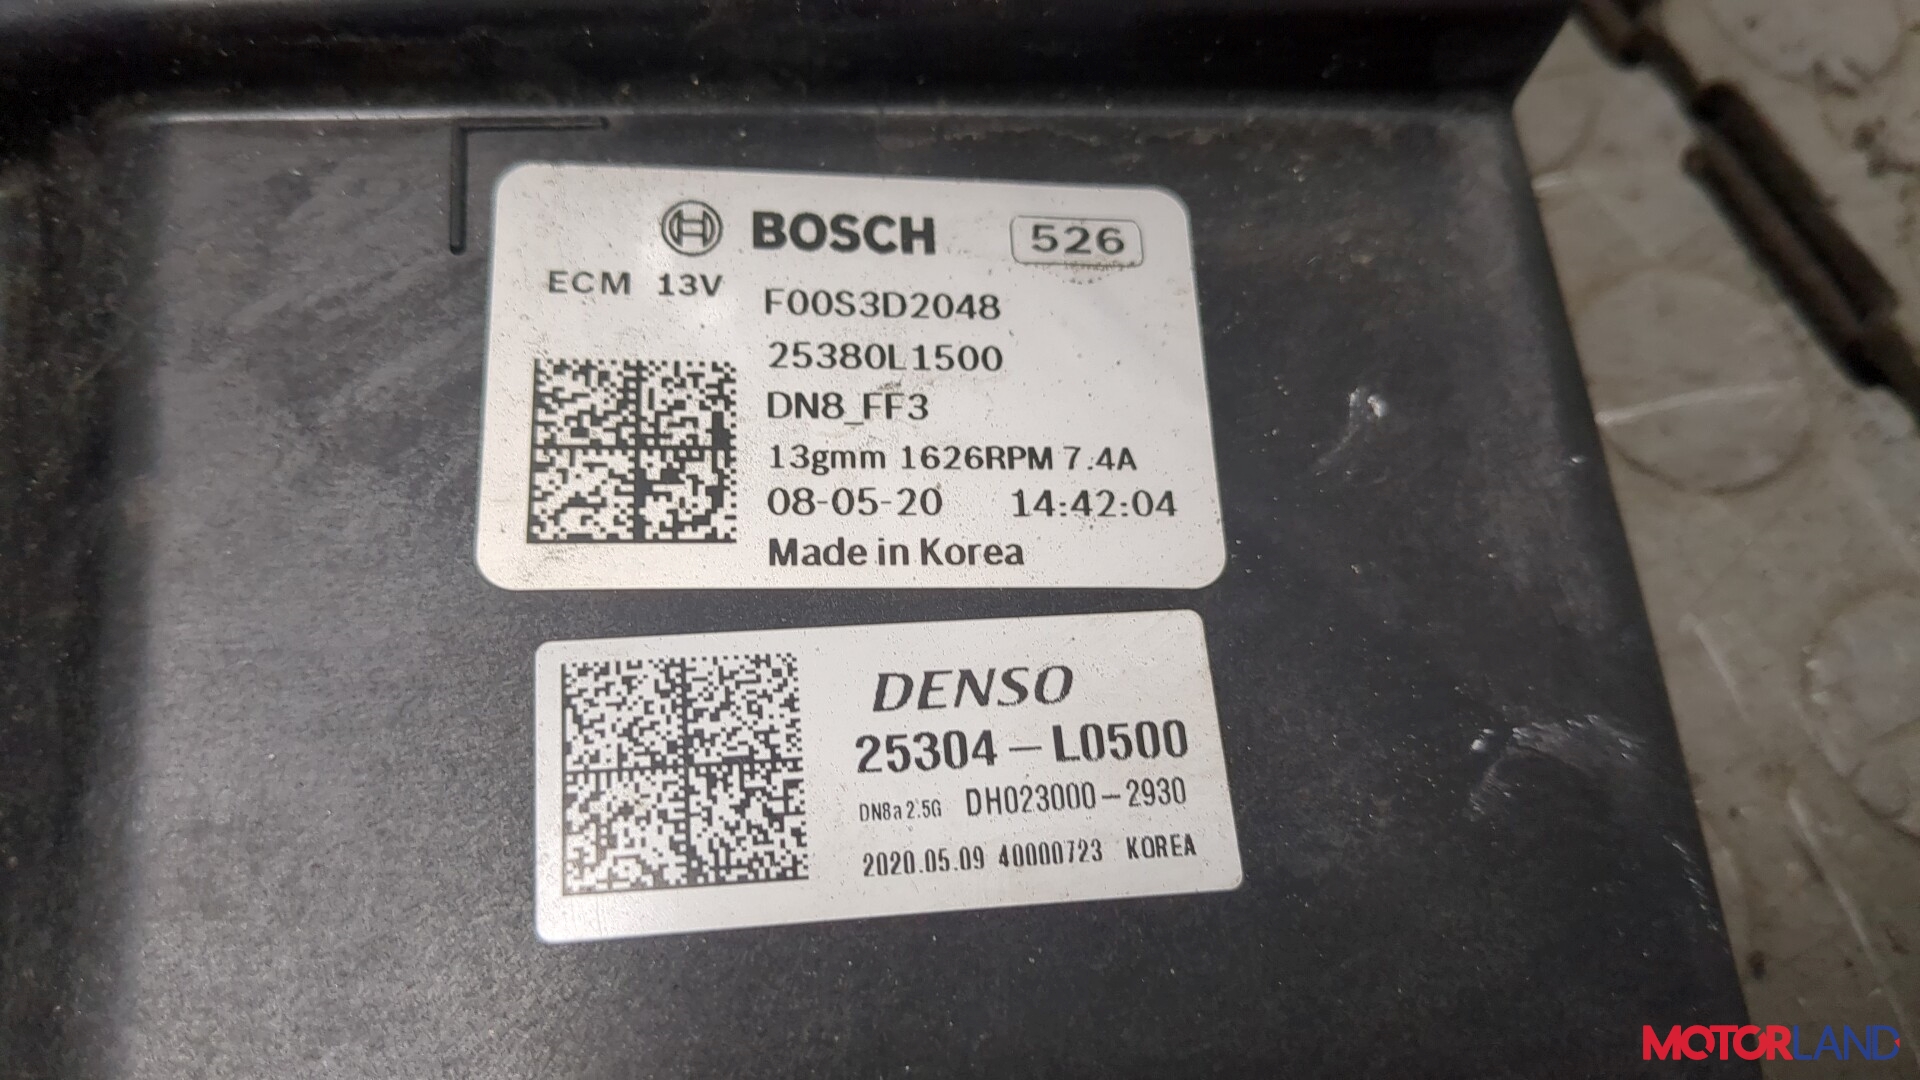 BOSCH 526
ECM 13V
F00S3D2048
25380L1500
DN8_FF3
13gmm 1626RPM 7.4A
08-05-20 14:42:04
Made in Korea
DENSO
25304-L0500
DN8a 2.5G DH023000-2930
2020.05.09 40000723 KOREA
MOTORLAND